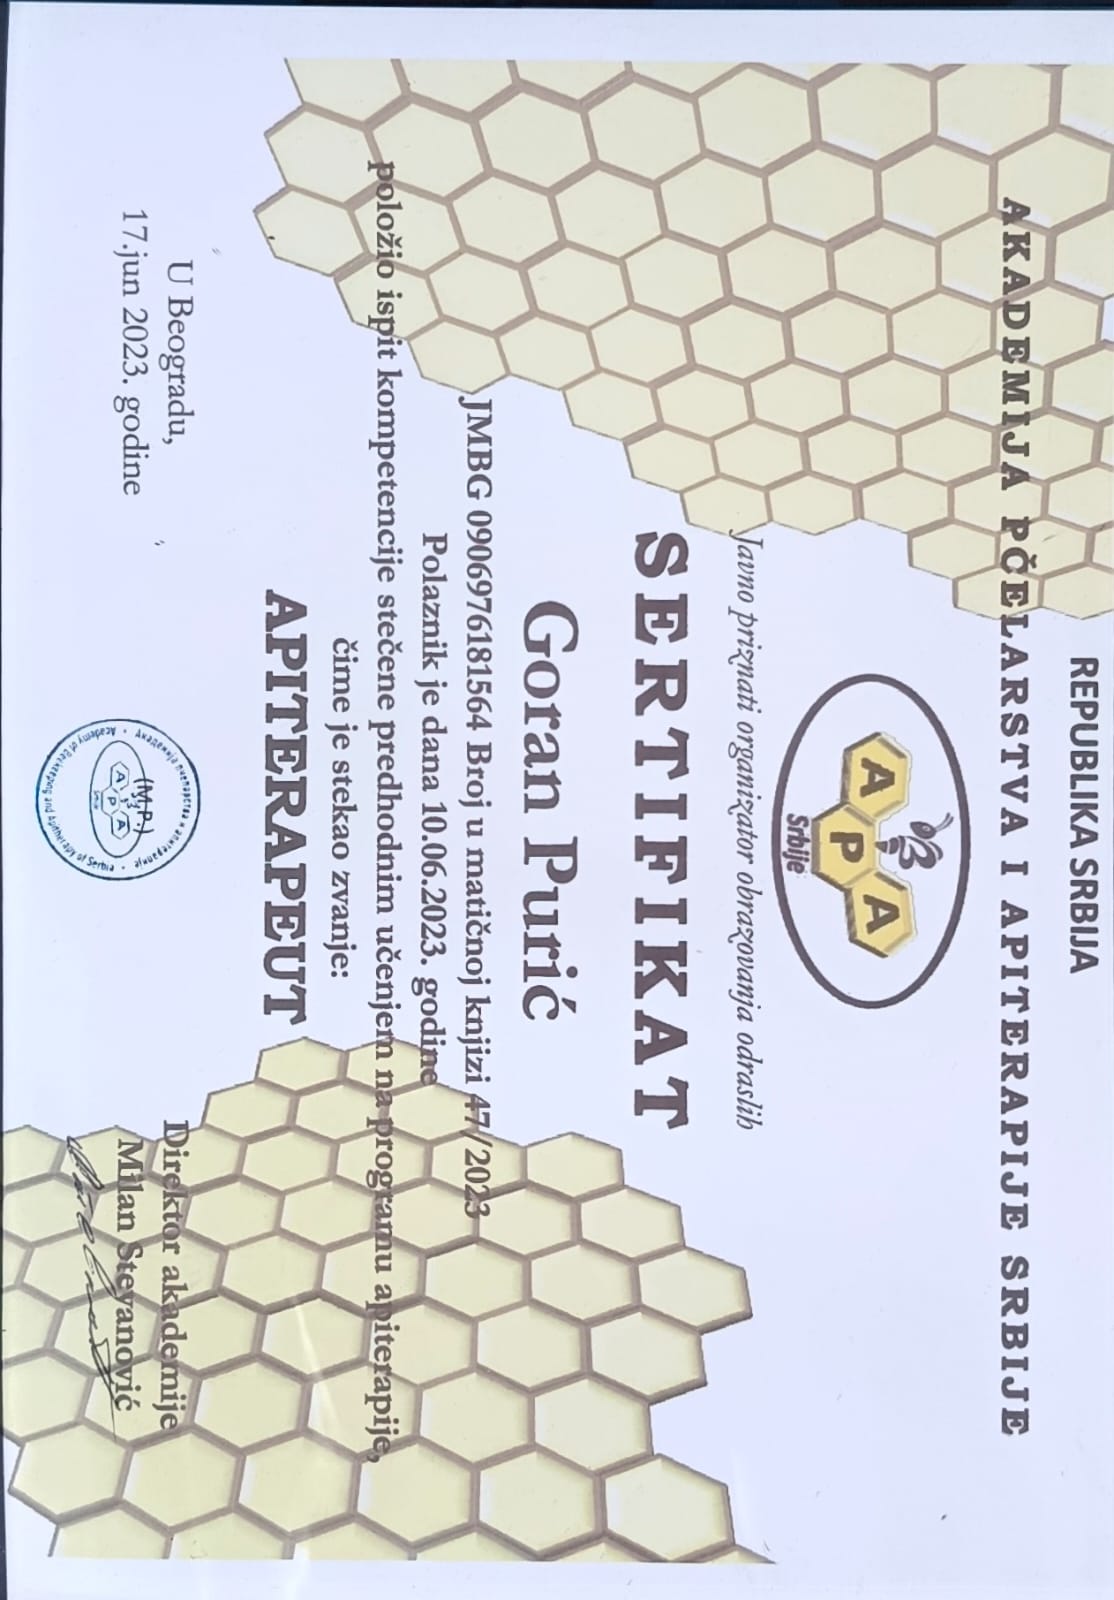 REPUBLIKA SRBIJA
AKADEMIJA PČELARSTVA I APITERAPIJE SRBIJE
A P A
Srbije
Javno priznati organizator obrazovanja odraslih
SERTIFIKAT
Goran Purić
JMBG 0906976181564 Broj u matičnoj knjizi 47/2023
Polaznik je dana 10.06.2023. godine
položio ispit kompetencije stečene predhodnim učenjem na programu apiterapije,
čime je stekao zvanje:
APITERAPEUT
U Beogradu,
17.jun 2023. godine
Академија пчеларства и апитерапије
(M.P.)
A P A
Srbije
Academy of Beekeeping and Apitherapy of Serbia
Direktor akademije
Milan Stevanović